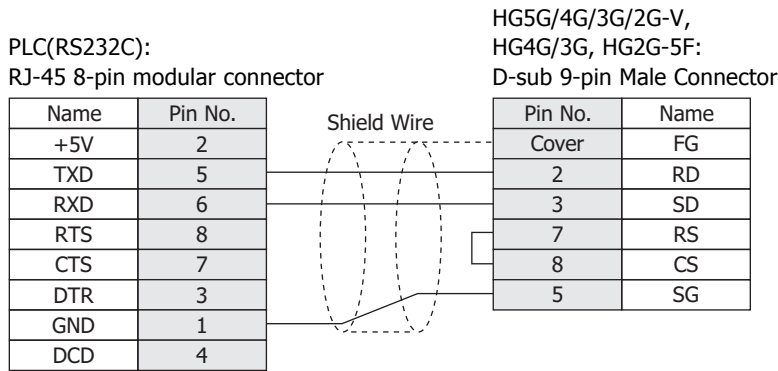 PLC(RS232C):
RJ-45 8-pin modular connector
HG5G/4G/3G/2G-V,
HG4G/3G, HG2G-5F:
D-sub 9-pin Male Connector
Name Pin No.
+5V 2
TXD 5
RXD 6
RTS 8
CTS 7
DTR 3
GND 1
DCD 4
Shield Wire
Pin No. Name
Cover FG
2 RD
3 SD
7 RS
8 CS
5 SG